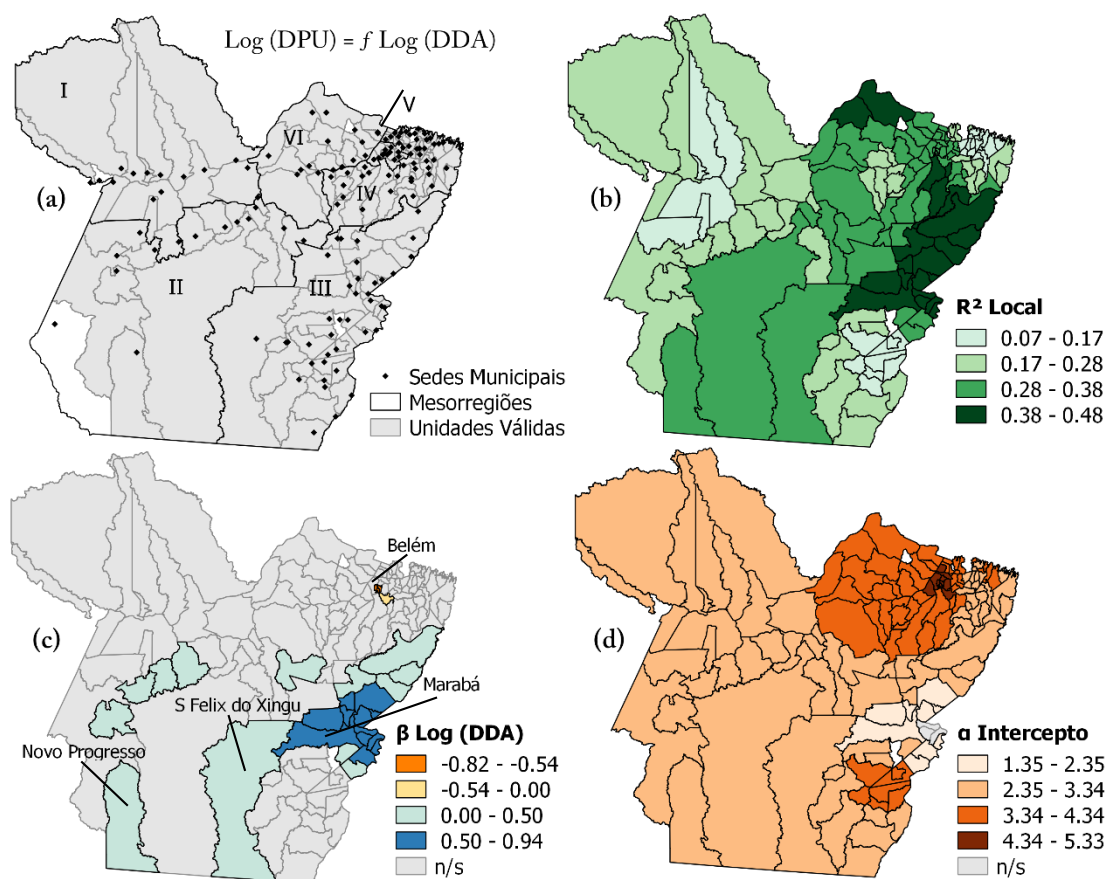 Log (DPU) = f Log (DDA)
I
V
VI
(a)
IV
II
III
Sedes Municipais
Mesorregiões
Unidades Válidas
(b)
R² Local
0.07 - 0.17
0.17 - 0.28
0.28 - 0.38
0.38 - 0.48
Belém
(c)
S Felix do Xingu
Marabá
Novo Progresso
β Log (DDA)
-0.82 - -0.54
-0.54 - 0.00
0.00 - 0.50
0.50 - 0.94
n/s
(d)
α Intercepto
1.35 - 2.35
2.35 - 3.34
3.34 - 4.34
4.34 - 5.33
n/s